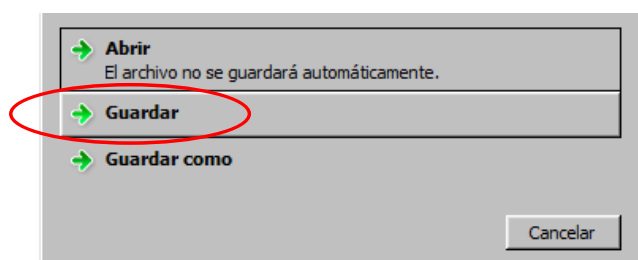 Abrir
El archivo no se guardará automáticamente.
Guardar
Guardar como
Cancelar